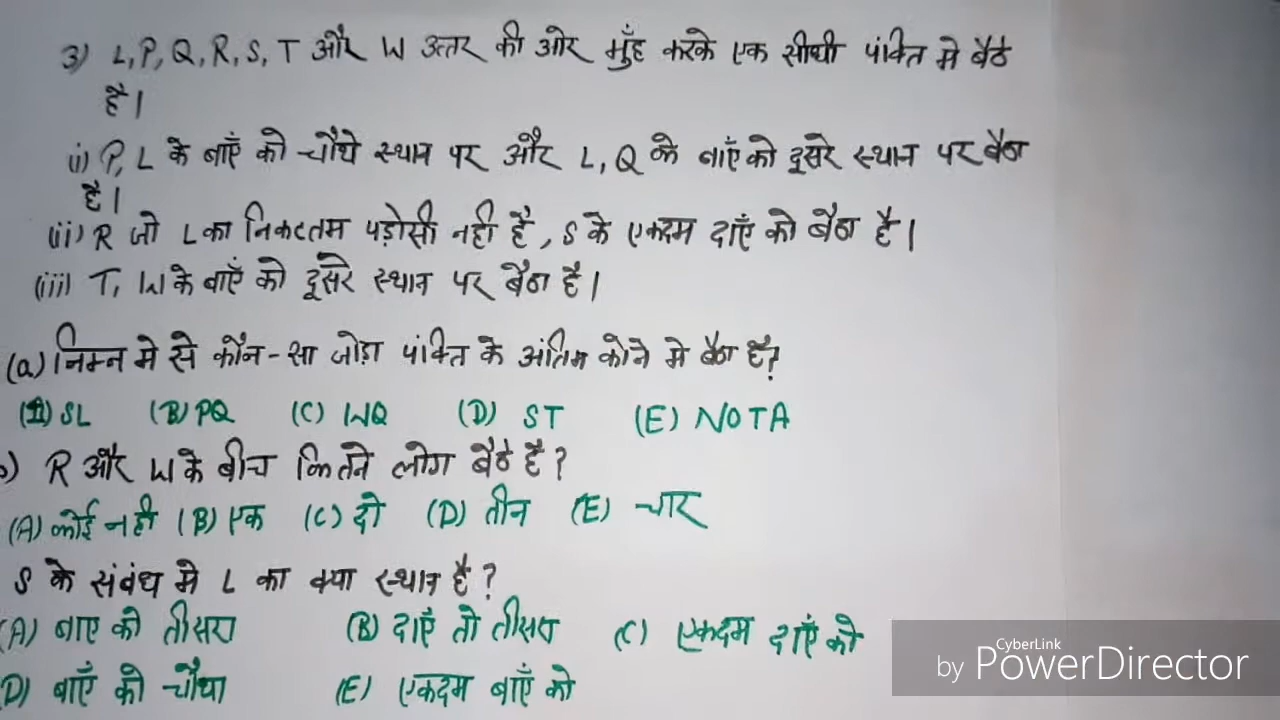 3) L, P, Q, R, S, T और W उत्तर की ओर मुँह करके एक सीधी पंक्ति मे बैठे
है।
(i) P, L के बाएँ को चौथे स्थान पर और L, Q के बाएँ को दूसरे स्थान पर बैठा
है।
(ii) R जो L का निकटतम पड़ोसी नही है, S के एकदम दाएँ को बैठा है।
(iii) T, W के बाएँ को दूसरे स्थान पर बैठा है।
(a) निम्न मे से कौन-सा जोड़ा पंक्ति के अंतिम कोने मे बैठा है?
(A) SL (B) PQ (C) WQ (D) ST (E) NOTA
b) R और W के बीच कितने लोग बैठे है?
(A) कोई नही (B) एक (C) दो (D) तीन (E) चार
S के संबंध मे L का क्या स्थान है?
(A) बाए को तीसरा (B) दाएँ तो तीसरा (C) एकदम दाएँ को
D) बाएँ को चौथा (E) एकदम बाएँ को
CyberLink
by PowerDirector